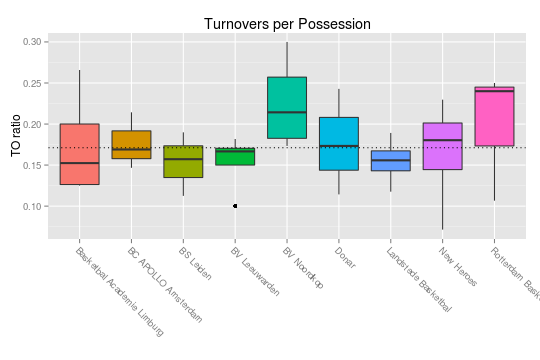 Turnovers per Possession
TO ratio
0.30
0.25
0.20
0.15
0.10
Basketbal Academie Limburg
BC APOLLO Amsterdam
BS Leiden
BV Leeuwarden
BV Noordkop
Donar
Landstede Basketbal
New Heroes
Rotterdam Bask